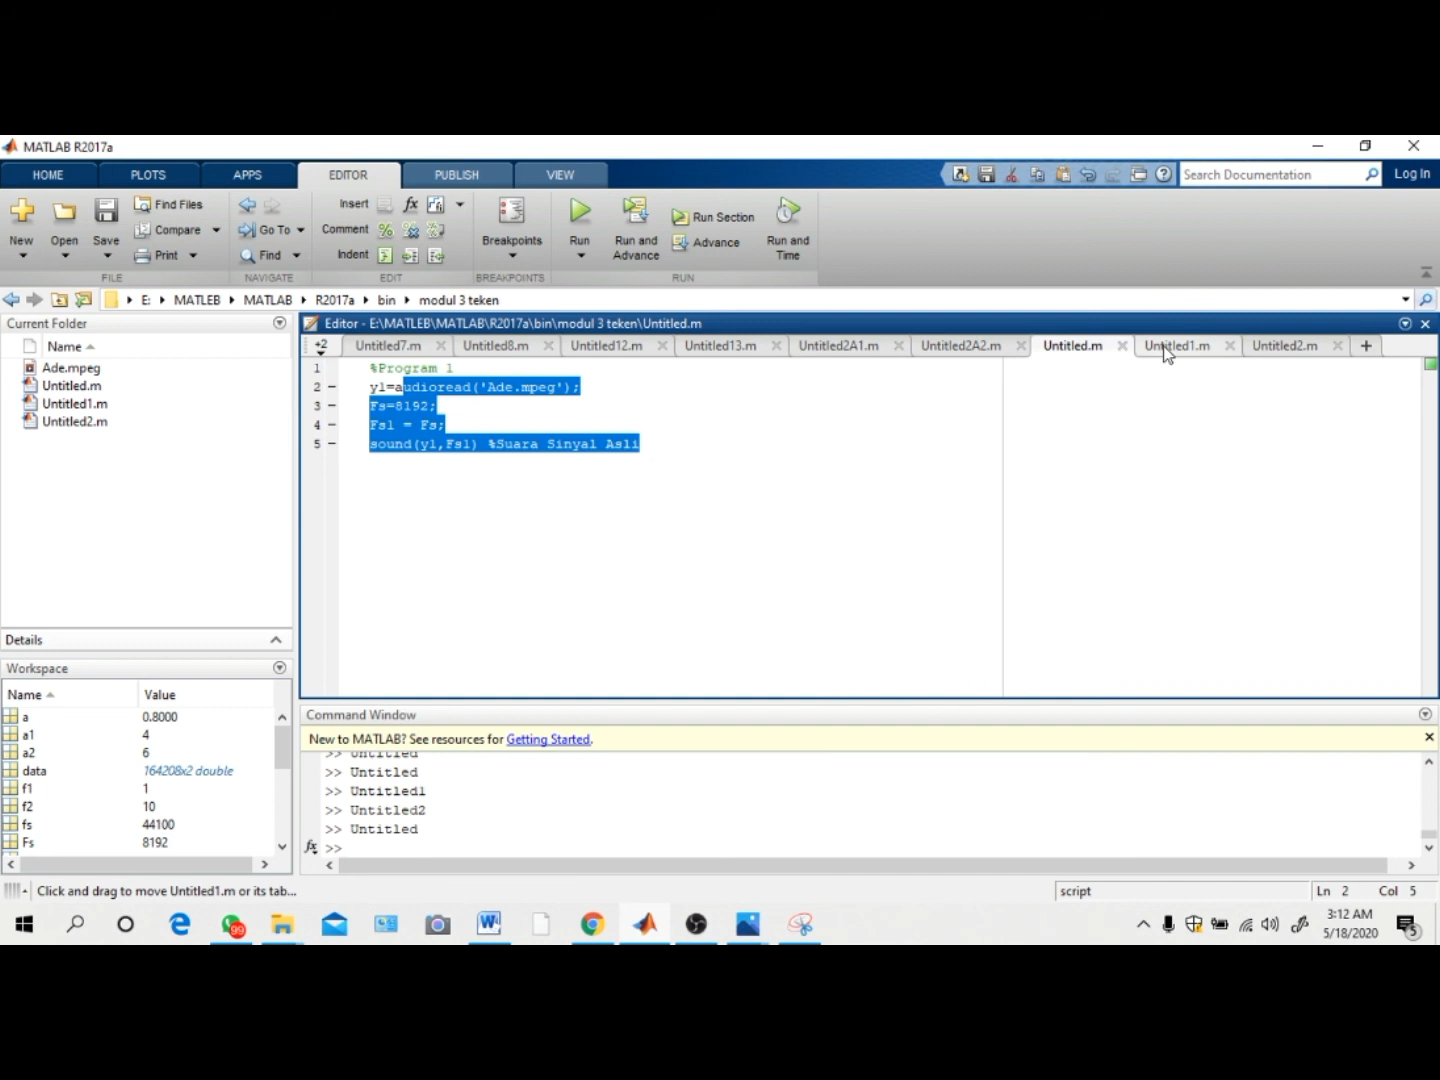 MATLAB R2017a
HOME PLOTS APPS EDITOR PUBLISH VIEW Search Documentation Log In
New Open Save Find Files Compare Print Go To Find Insert fx Comment Indent Breakpoints Run Run and Advance Run Section Advance Run and Time
FILE NAVIGATE EDIT BREAKPOINTS RUN
E: MATLEB MATLAB R2017a bin modul 3 teken
Current Folder
Name
Ade.mpeg
Untitled.m
Untitled1.m
Untitled2.m
Details
Workspace
Name Value
a 0.8000
a1 4
a2 6
data 164208x2 double
f1 1
f2 10
fs 44100
Fs 8192
Editor - E:\MATLEB\MATLAB\R2017a\bin\modul 3 teken\Untitled.m
+2 Untitled7.m Untitled8.m Untitled12.m Untitled13.m Untitled2A1.m Untitled2A2.m Untitled.m Untitled1.m Untitled2.m +
1 %Program 1
2 – y1=audioread('Ade.mpeg');
3 – Fs=8192;
4 – Fs1 = Fs;
5 – sound(y1,Fs1) %Suara Sinyal Asli
Command Window
New to MATLAB? See resources for Getting Started.
>> Untitled
>> Untitled
>> Untitled1
>> Untitled2
>> Untitled
fx >>
Click and drag to move Untitled1.m or its tab... script Ln 2 Col 5
99
3:12 AM
5/18/2020
5